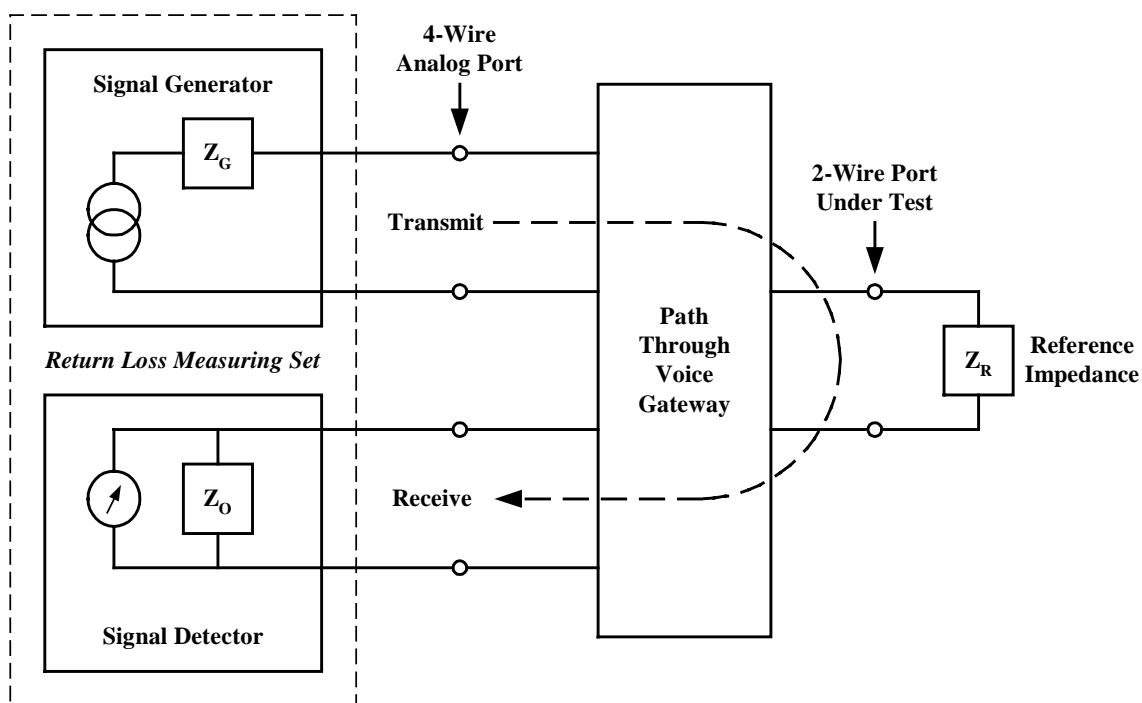 4-Wire
Analog Port
Signal Generator
Z_G
2-Wire Port
Under Test
Transmit
Path
Through
Voice
Gateway
Return Loss Measuring Set
Z_R
Reference
Impedance
Z_O
Receive
Signal Detector